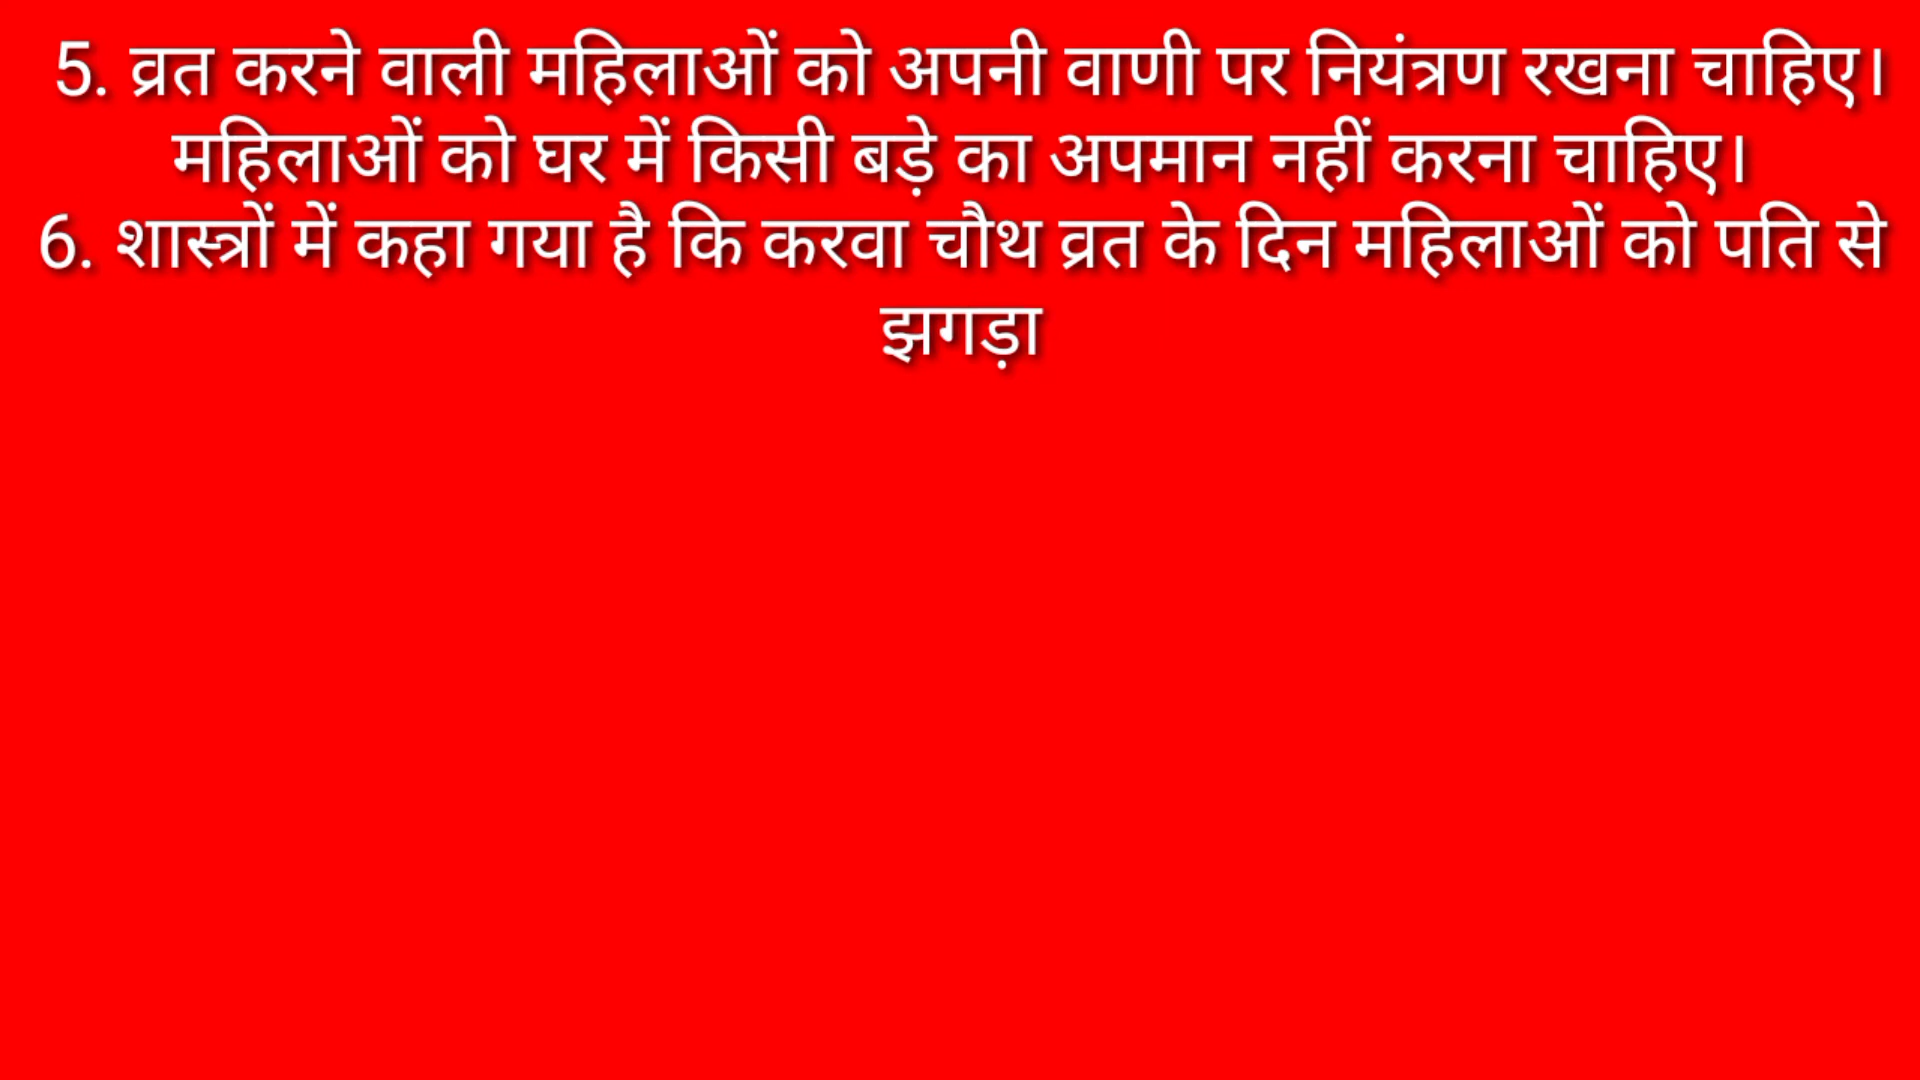 5. व्रत करने वाली महिलाओं को अपनी वाणी पर नियंत्रण रखना चाहिए।
महिलाओं को घर में किसी बड़े का अपमान नहीं करना चाहिए।
6. शास्त्रों में कहा गया है कि करवा चौथ व्रत के दिन महिलाओं को पति से
झगड़ा